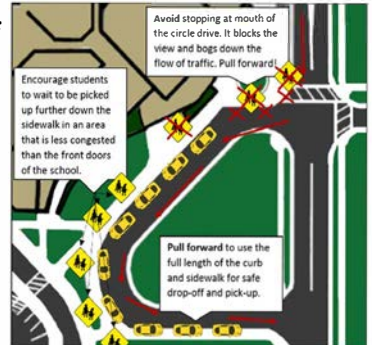 Avoid stopping at mouth of
the circle drive. It blocks the
view and bogs down the
flow of traffic. Pull forward!
Encourage students
to wait to be picked
up further down the
sidewalk in an area
that is less congested
than the front doors
of the school.
Pull forward to use the
full length of the curb
and sidewalk for safe
drop-off and pick-up.